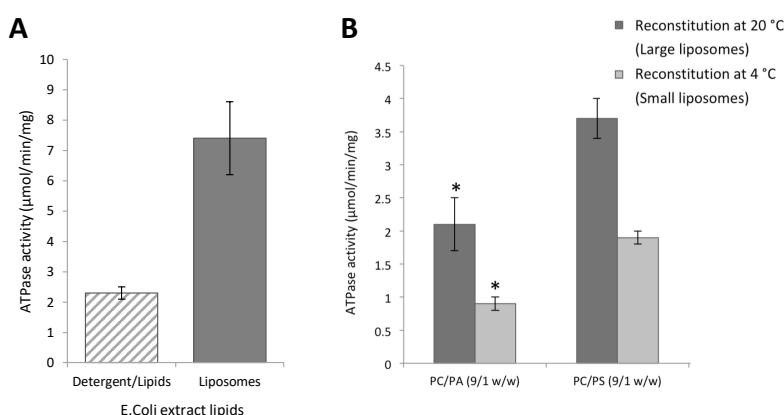 A
ATPase activity (μmol/min/mg)
10
9
8
7
6
5
4
3
2
1
0
Detergent/Lipids Liposomes
E.Coli extract lipids
B
Reconstitution at 20 °C
(Large liposomes)
Reconstitution at 4 °C
(Small liposomes)
ATPase activity (μmol/min/mg)
4.5
4
3.5
3
2.5
2
1.5
1
0.5
0
*
*
PC/PA (9/1 w/w) PC/PS (9/1 w/w)